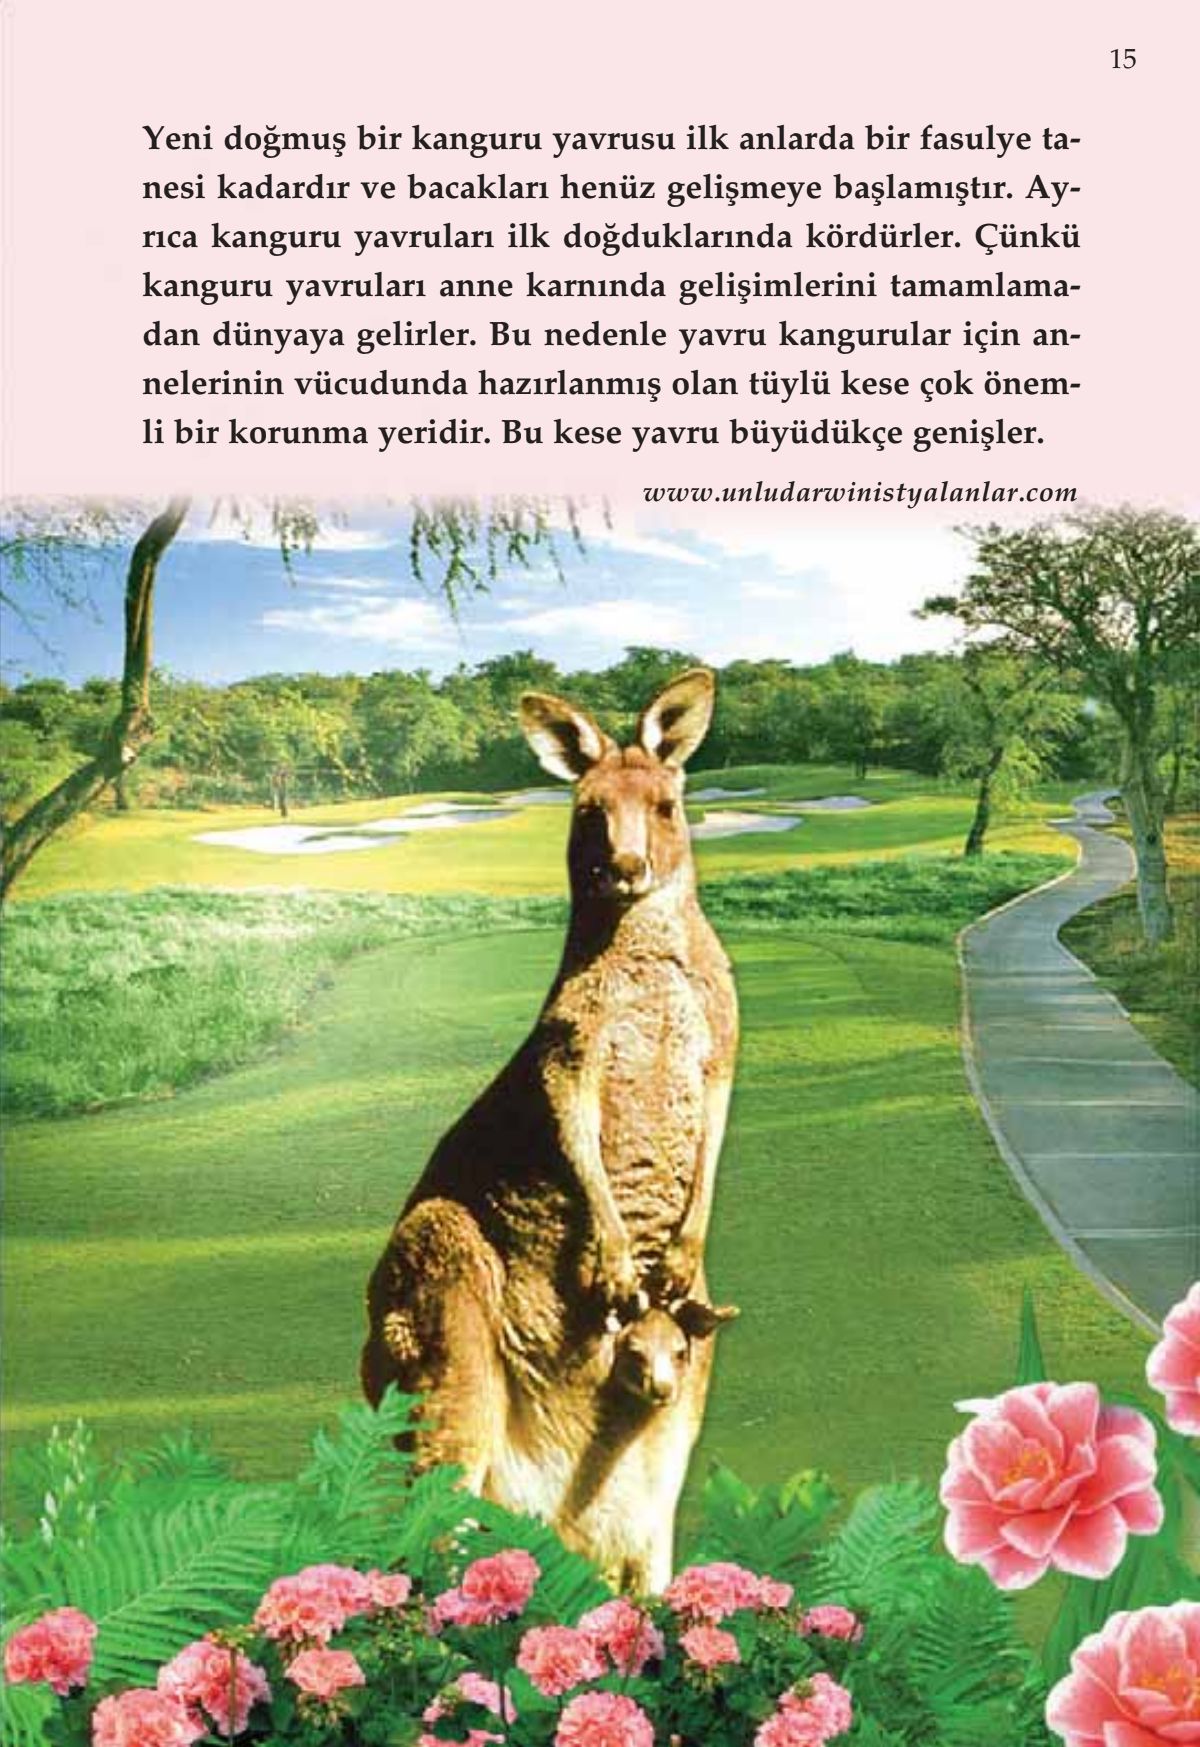 15
Yeni doğmuş bir kanguru yavrusu ilk anlarda bir fasulye ta-
nesi kadardır ve bacakları henüz gelişmeye başlamıştır. Ay-
rıca kanguru yavruları ilk doğduklarında kördürler. Çünkü
kanguru yavruları anne karnında gelişimlerini tamamlama-
dan dünyaya gelirler. Bu nedenle yavru kangurular için an-
nelerinin vücudunda hazırlanmış olan tüylü kese çok önem-
li bir korunma yeridir. Bu kese yavru büyüdükçe genişler.
www.unludarwinistyalanlar.com